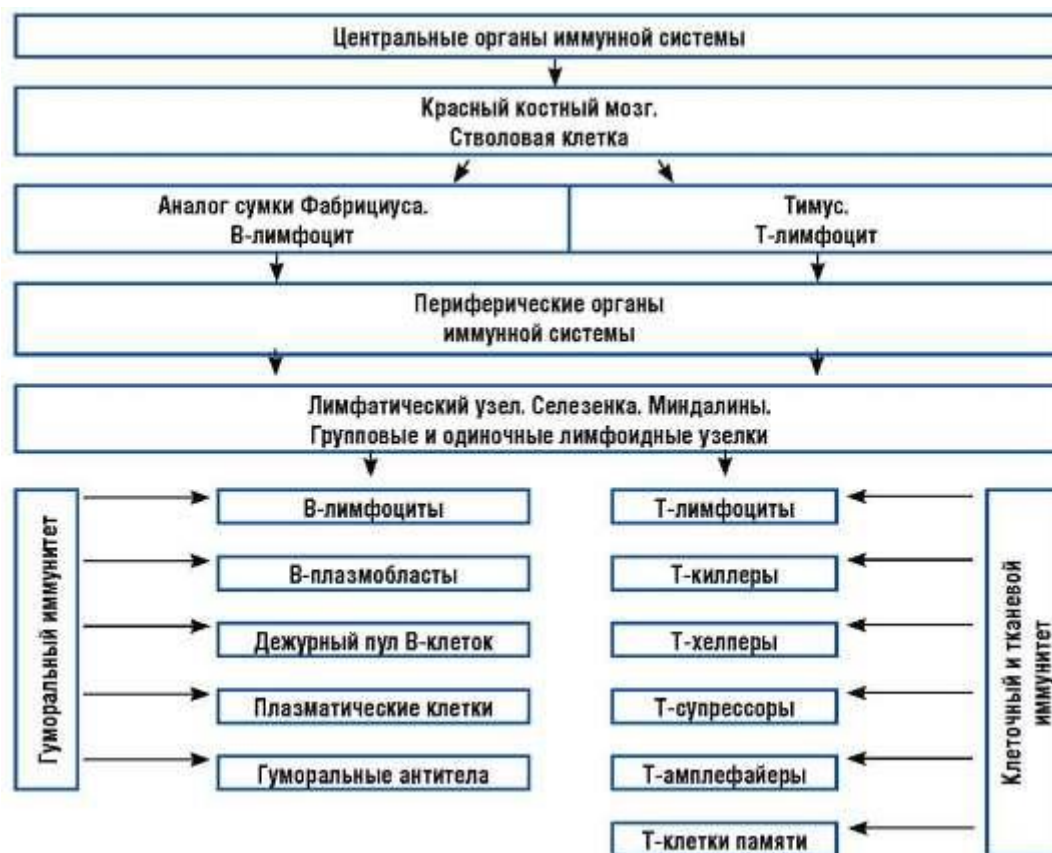 Центральные органы иммунной системы
Красный костный мозг.
Стволовая клетка
Аналог сумки Фабрициуса.
В-лимфоцит
Тимус.
Т-лимфоцит
Периферические органы
иммунной системы
Лимфатический узел. Селезенка. Миндалины.
Групповые и одиночные лимфоидные узелки
Гуморальный иммунитет
В-лимфоциты
В-плазмобласты
Дежурный пул В-клеток
Плазматические клетки
Гуморальные антитела
Т-лимфоциты
Т-киллеры
Т-хелперы
Т-супрессоры
Т-амплефайеры
Т-клетки памяти
Клеточный и тканевой
иммунитет